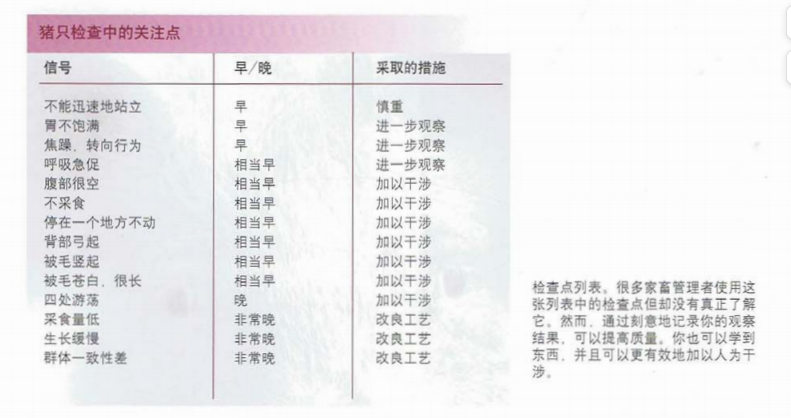 猪只检查中的关注点
信号 早/晚 采取的措施
不能迅速地站立 早 慎重
胃不饱满 早 进一步观察
焦躁，转向行为 早 进一步观察
呼吸急促 相当早 进一步观察
腹部很空 相当早 加以干涉
不采食 相当早 加以干涉
停在一个地方不动 相当早 加以干涉
背部弓起 相当早 加以干涉
被毛竖起 相当早 加以干涉
被毛苍白，很长 相当早 加以干涉
四处游荡 晚 加以干涉
采食量低 非常晚 改良工艺
生长缓慢 非常晚 改良工艺
群体一致性差 非常晚 改良工艺
检查点列表。很多家畜管理者使用这
张列表中的检查点但却没有真正了解
它。然而，通过刻意地记录你的观察
结果，可以提高质量。你也可以学到
东西，并且可以更有效地加以人为干
涉。